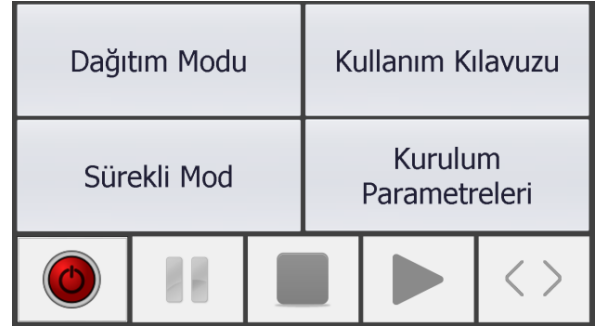 Dağıtım Modu
Kullanım Kılavuzu
Sürekli Mod
Kurulum
Parametreleri